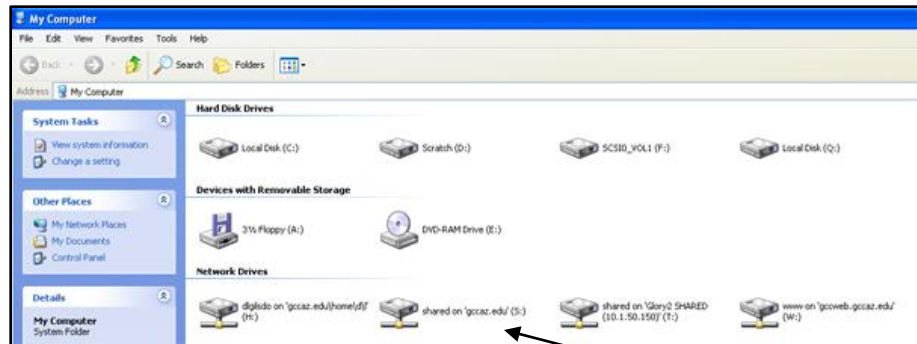 My Computer
File Edit View Favorites Tools Help
Back Search Folders
Address My Computer
System Tasks
View system information
Change a setting
Other Places
My Network Places
My Documents
Control Panel
Details
My Computer
System Folder
Hard Disk Drives
Local Disk (C:) Scratch (D:) SCSI0_VOL1 (F:) Local Disk (Q:)
Devices with Removable Storage
3½ Floppy (A:) DVD-RAM Drive (E:)
Network Drives
(H:)
shared on 'gccaz.edu' (S:)
shared on 'Glory2 SHARED
(10.1.50.150)' (T:)
www on 'gccweb.gccaz.edu'
(W:)